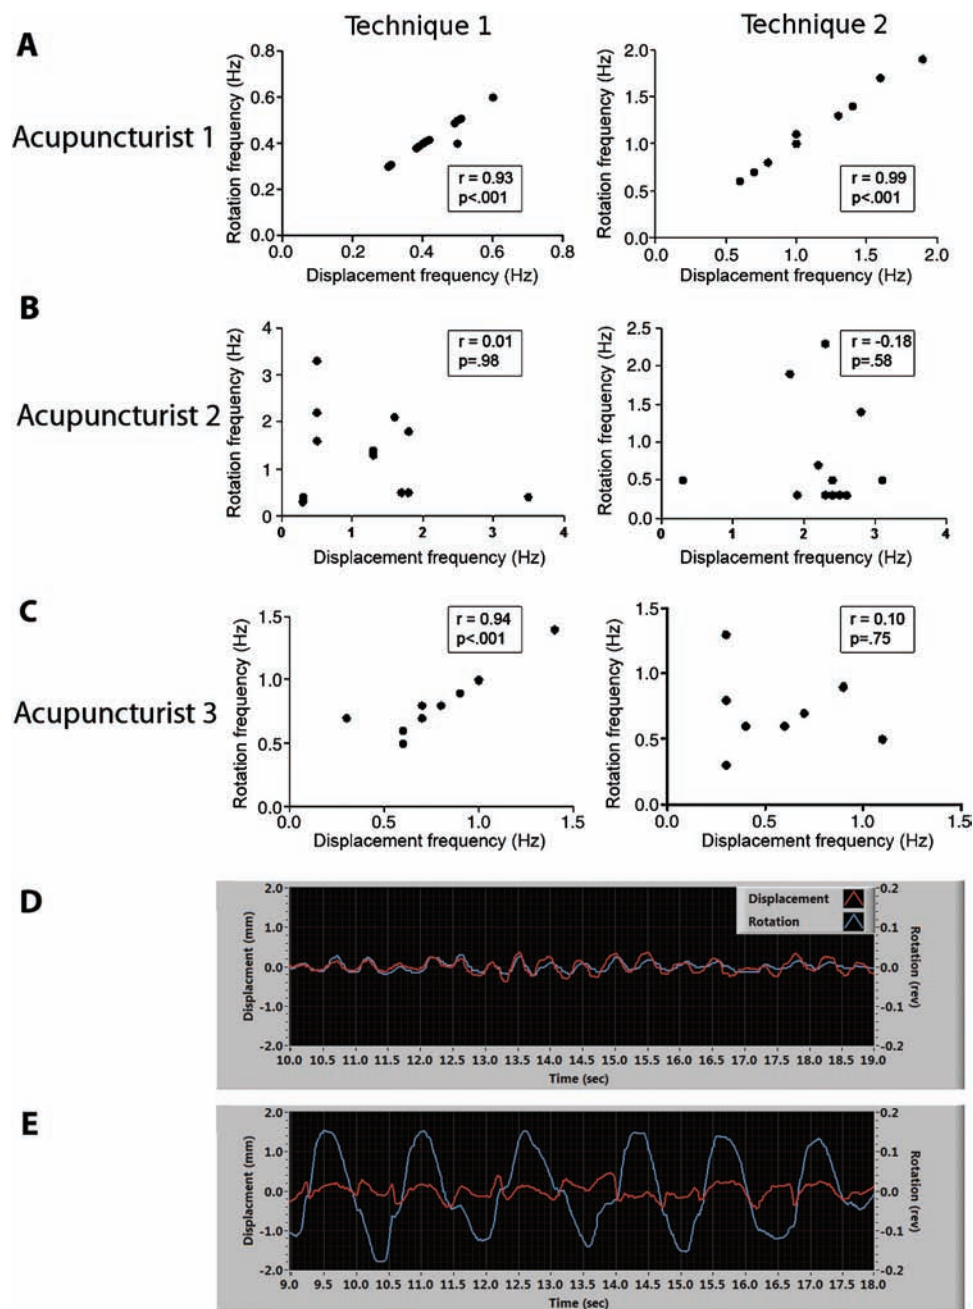 Technique 1
Technique 2
A
Acupuncturist 1
Rotation frequency (Hz)
0.8
0.6
0.4
0.2
0.0
r = 0.93
p<.001
0.0 0.2 0.4 0.6 0.8
Displacement frequency (Hz)
Rotation frequency (Hz)
2.0
1.5
1.0
0.5
0.0
r = 0.99
p<.001
0.0 0.5 1.0 1.5 2.0
Displacement frequency (Hz)
B
Acupuncturist 2
Rotation frequency (Hz)
4
3
2
1
0
r = 0.01
p=.98
0 1 2 3 4
Displacement frequency (Hz)
Rotation frequency (Hz)
2.5
2.0
1.5
1.0
0.5
0.0
r = -0.18
p=.58
0 1 2 3 4
Displacement frequency (Hz)
C
Acupuncturist 3
Rotation frequency (Hz)
1.5
1.0
0.5
0.0
r = 0.94
p<.001
0.0 0.5 1.0 1.5
Displacement frequency (Hz)
Rotation frequency (Hz)
1.5
1.0
0.5
0.0
r = 0.10
p=.75
0.0 0.5 1.0 1.5
Displacement frequency (Hz)
D
Displacment (mm)
2.0
1.0
0.0
-1.0
-2.0
Displacement
Rotation
0.2
0.1
0.0
-0.1
-0.2
Rotation (rev)
10.0 10.5 11.0 11.5 12.0 12.5 13.0 13.5 14.0 14.5 15.0 15.5 16.0 16.5 17.0 17.5 18.0 18.5 19.0
Time (sec)
E
Displacment (mm)
2.0
1.0
0.0
-1.0
-2.0
0.2
0.1
0.0
-0.1
-0.2
Rotation (rev)
9.0 9.5 10.0 10.5 11.0 11.5 12.0 12.5 13.0 13.5 14.0 14.5 15.0 15.5 16.0 16.5 17.0 17.5 18.0
Time (sec)